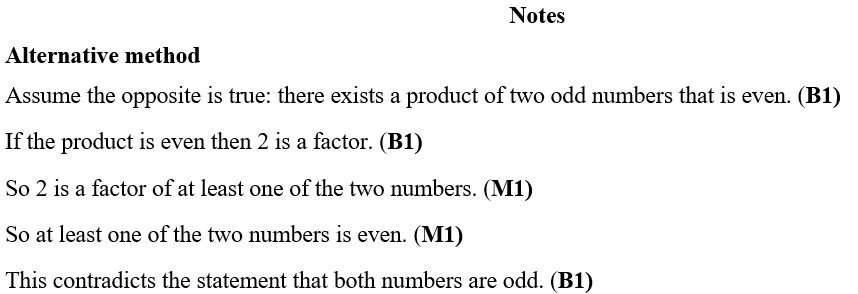 Notes
Alternative method
Assume the opposite is true: there exists a product of two odd numbers that is even. (B1)
If the product is even then 2 is a factor. (B1)
So 2 is a factor of at least one of the two numbers. (M1)
So at least one of the two numbers is even. (M1)
This contradicts the statement that both numbers are odd. (B1)